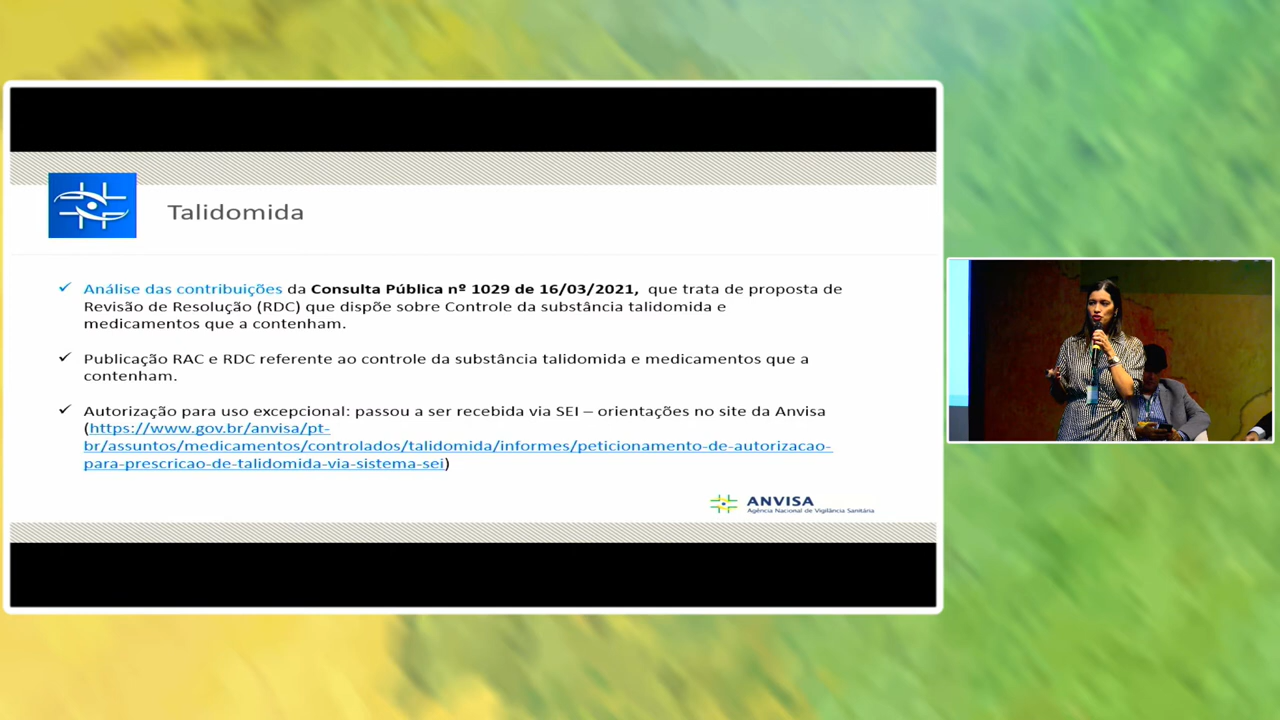 Talidomida
Análise das contribuições da Consulta Pública nº 1029 de 16/03/2021, que trata de proposta de
Revisão de Resolução (RDC) que dispõe sobre Controle da substância talidomida e
medicamentos que a contenham.
Publicação RAC e RDC referente ao controle da substância talidomida e medicamentos que a
contenham.
Autorização para uso excepcional: passou a ser recebida via SEI – orientações no site da Anvisa
(https://www.gov.br/anvisa/pt-
br/assuntos/medicamentos/controlados/talidomida/informes/peticionamento-de-autorizacao-
para-prescricao-de-talidomida-via-sistema-sei)
ANVISA
Agência Nacional de Vigilância Sanitária